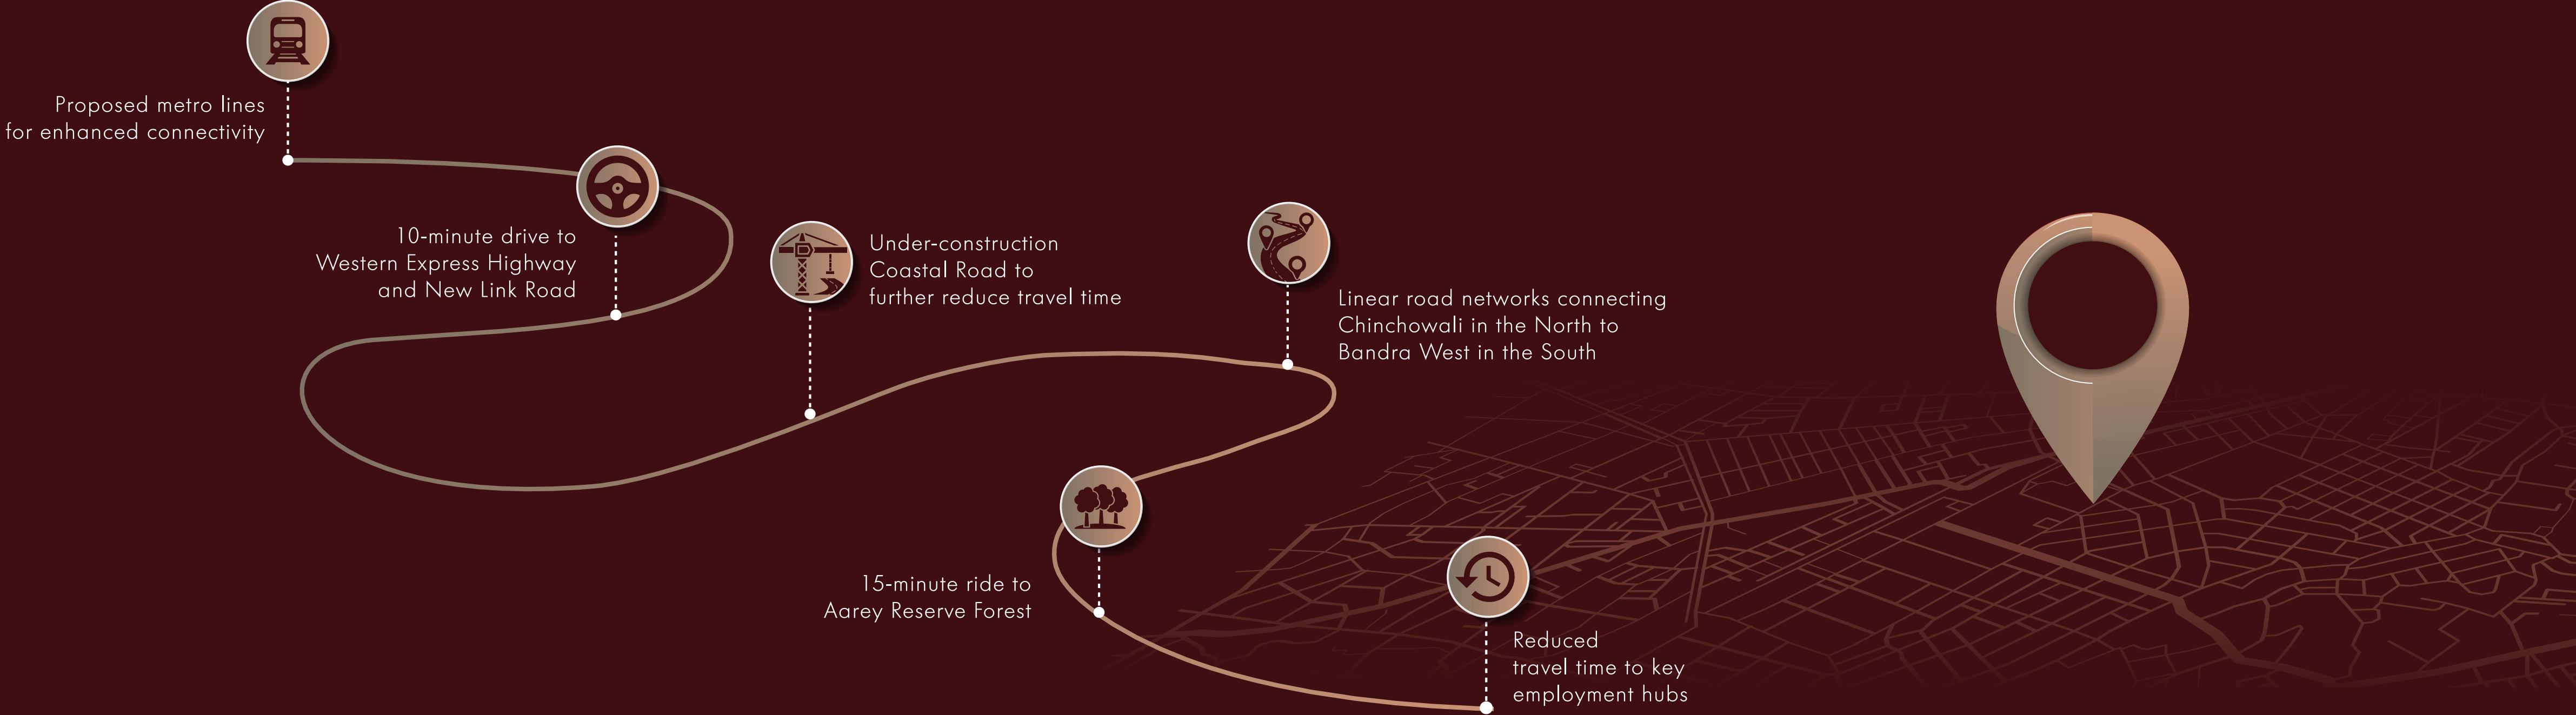 Proposed metro lines
for enhanced connectivity
10-minute drive to
Western Express Highway
and New Link Road
Under-construction
Coastal Road to
further reduce travel time
Linear road networks connecting
Chinchowali in the North to
Bandra West in the South
15-minute ride to
Aarey Reserve Forest
Reduced
travel time to key
employment hubs